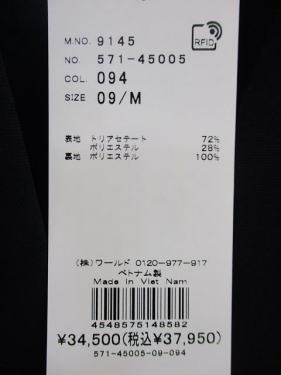 M.NO. 9145
RFID
NO. 571-45005
COL. 094
SIZE 09/M
表地 トリアセテート 72%
ポリエステル 28%
裏地 ポリエステル 100%
(株)ワールド 0120-977-917
ベトナム製
Made in Viet Nam
4548575148582
¥34,500(税込¥37,950)
571-45005-09-094